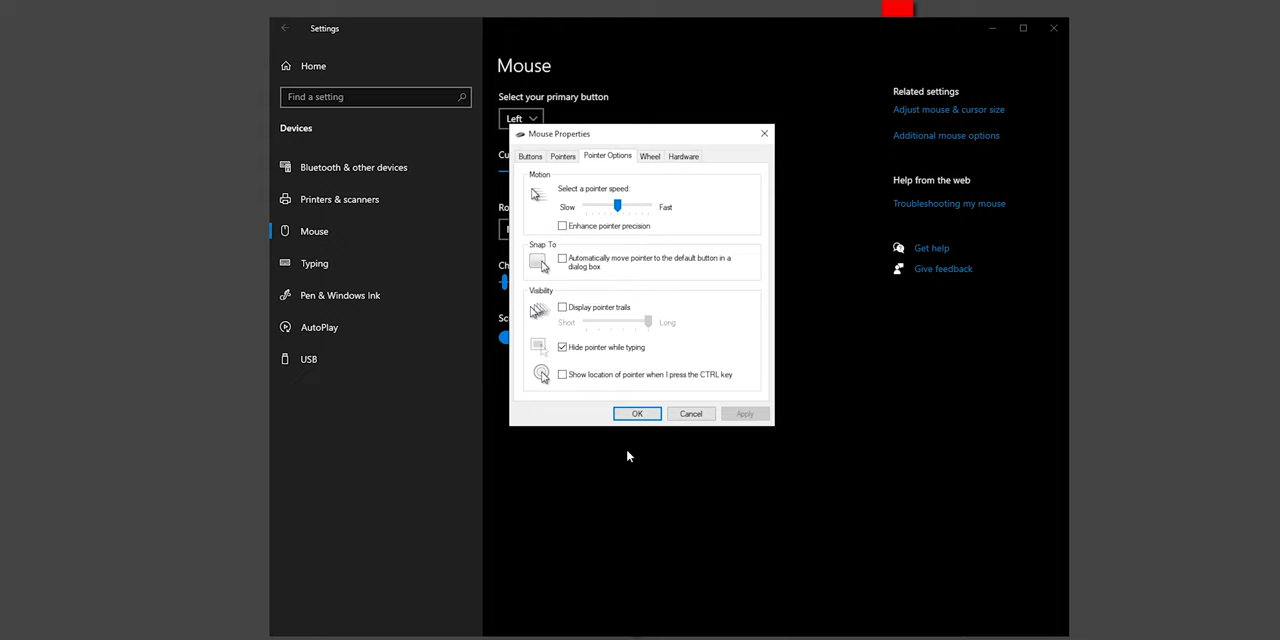 Settings
Home
Find a setting
Devices
Bluetooth & other devices
Printers & scanners
Mouse
Typing
Pen & Windows Ink
AutoPlay
USB
Mouse
Select your primary button
Left
Mouse Properties
Buttons Pointers Pointer Options Wheel Hardware
Motion
Select a pointer speed:
Slow Fast
Enhance pointer precision
Snap To
Automatically move pointer to the default button in a
dialog box
Visibility
Display pointer trails
Short Long
Hide pointer while typing
Show location of pointer when I press the CTRL key
OK Cancel Apply
Related settings
Adjust mouse & cursor size
Additional mouse options
Help from the web
Troubleshooting my mouse
Get help
Give feedback